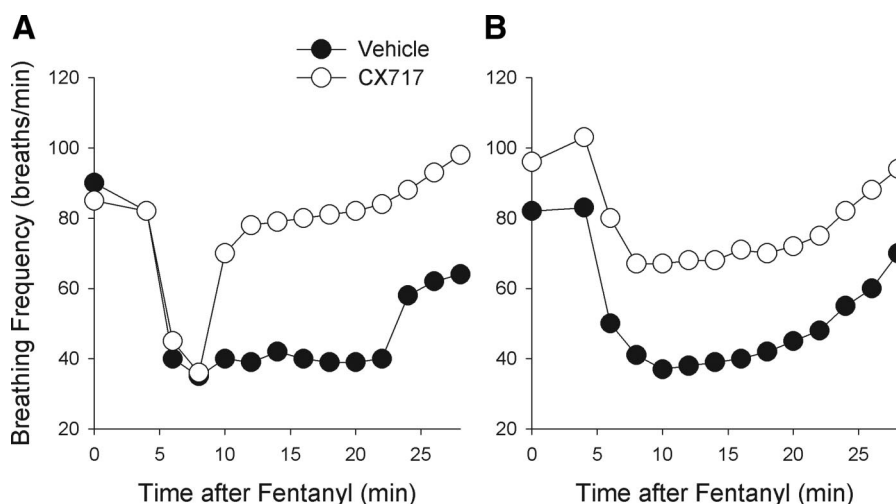 A
B
Vehicle
CX717
Breathing Frequency (breaths/min)
120
100
80
60
40
20
0 5 10 15 20 25
Time after Fentanyl (min)
120
100
80
60
40
20
0 5 10 15 20 25
Time after Fentanyl (min)